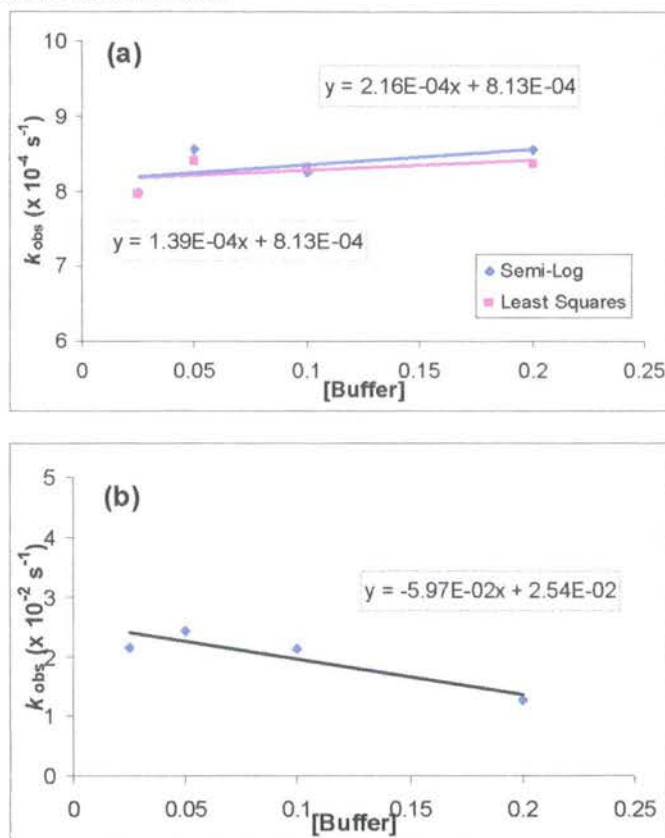 (a)
y = 2.16E-04x + 8.13E-04
y = 1.39E-04x + 8.13E-04
Semi-Log
Least Squares
k obs (x 10⁻⁴ s⁻¹)
10
9
8
7
6
0 0.05 0.1 0.15 0.2 0.25
[Buffer]
(b)
y = -5.97E-02x + 2.54E-02
k obs (x 10⁻² s⁻¹)
5
4
3
2
1
0
0 0.05 0.1 0.15 0.2 0.25
[Buffer]